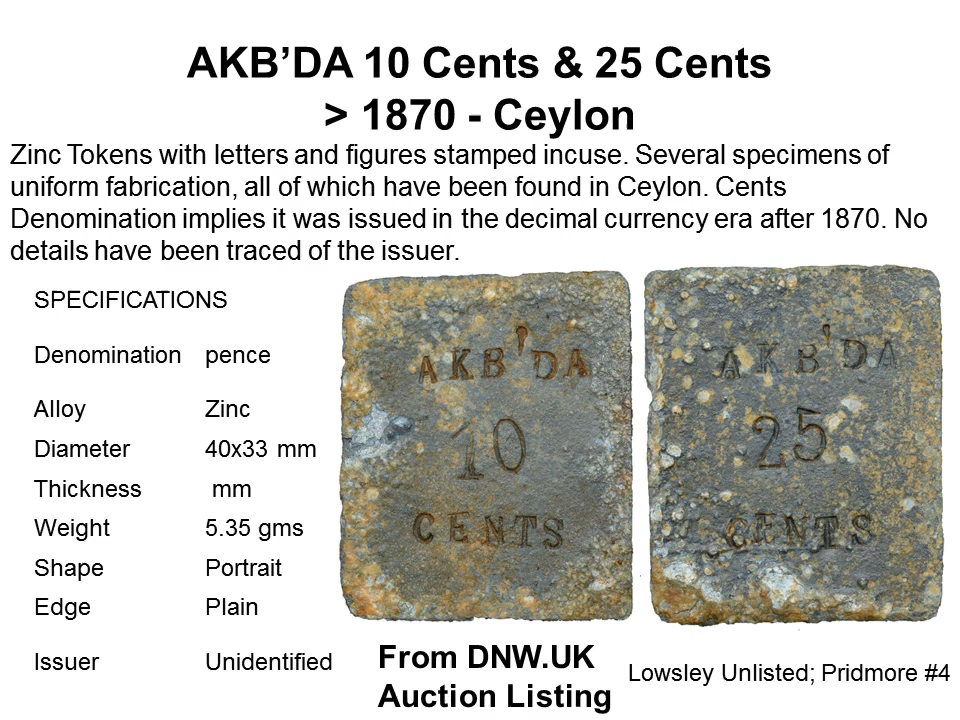 AKB’DA 10 Cents & 25 Cents
> 1870 - Ceylon
Zinc Tokens with letters and figures stamped incuse. Several specimens of
uniform fabrication, all of which have been found in Ceylon. Cents
Denomination implies it was issued in the decimal currency era after 1870. No
details have been traced of the issuer.
SPECIFICATIONS
Denomination pence
Alloy Zinc
Diameter 40x33 mm
Thickness mm
Weight 5.35 gms
Shape Portrait
Edge Plain
Issuer Unidentified
AKB'DA
10
CENTS
AKB'DA
25
CENTS
From DNW.UK
Auction Listing
Lowsley Unlisted; Pridmore #4